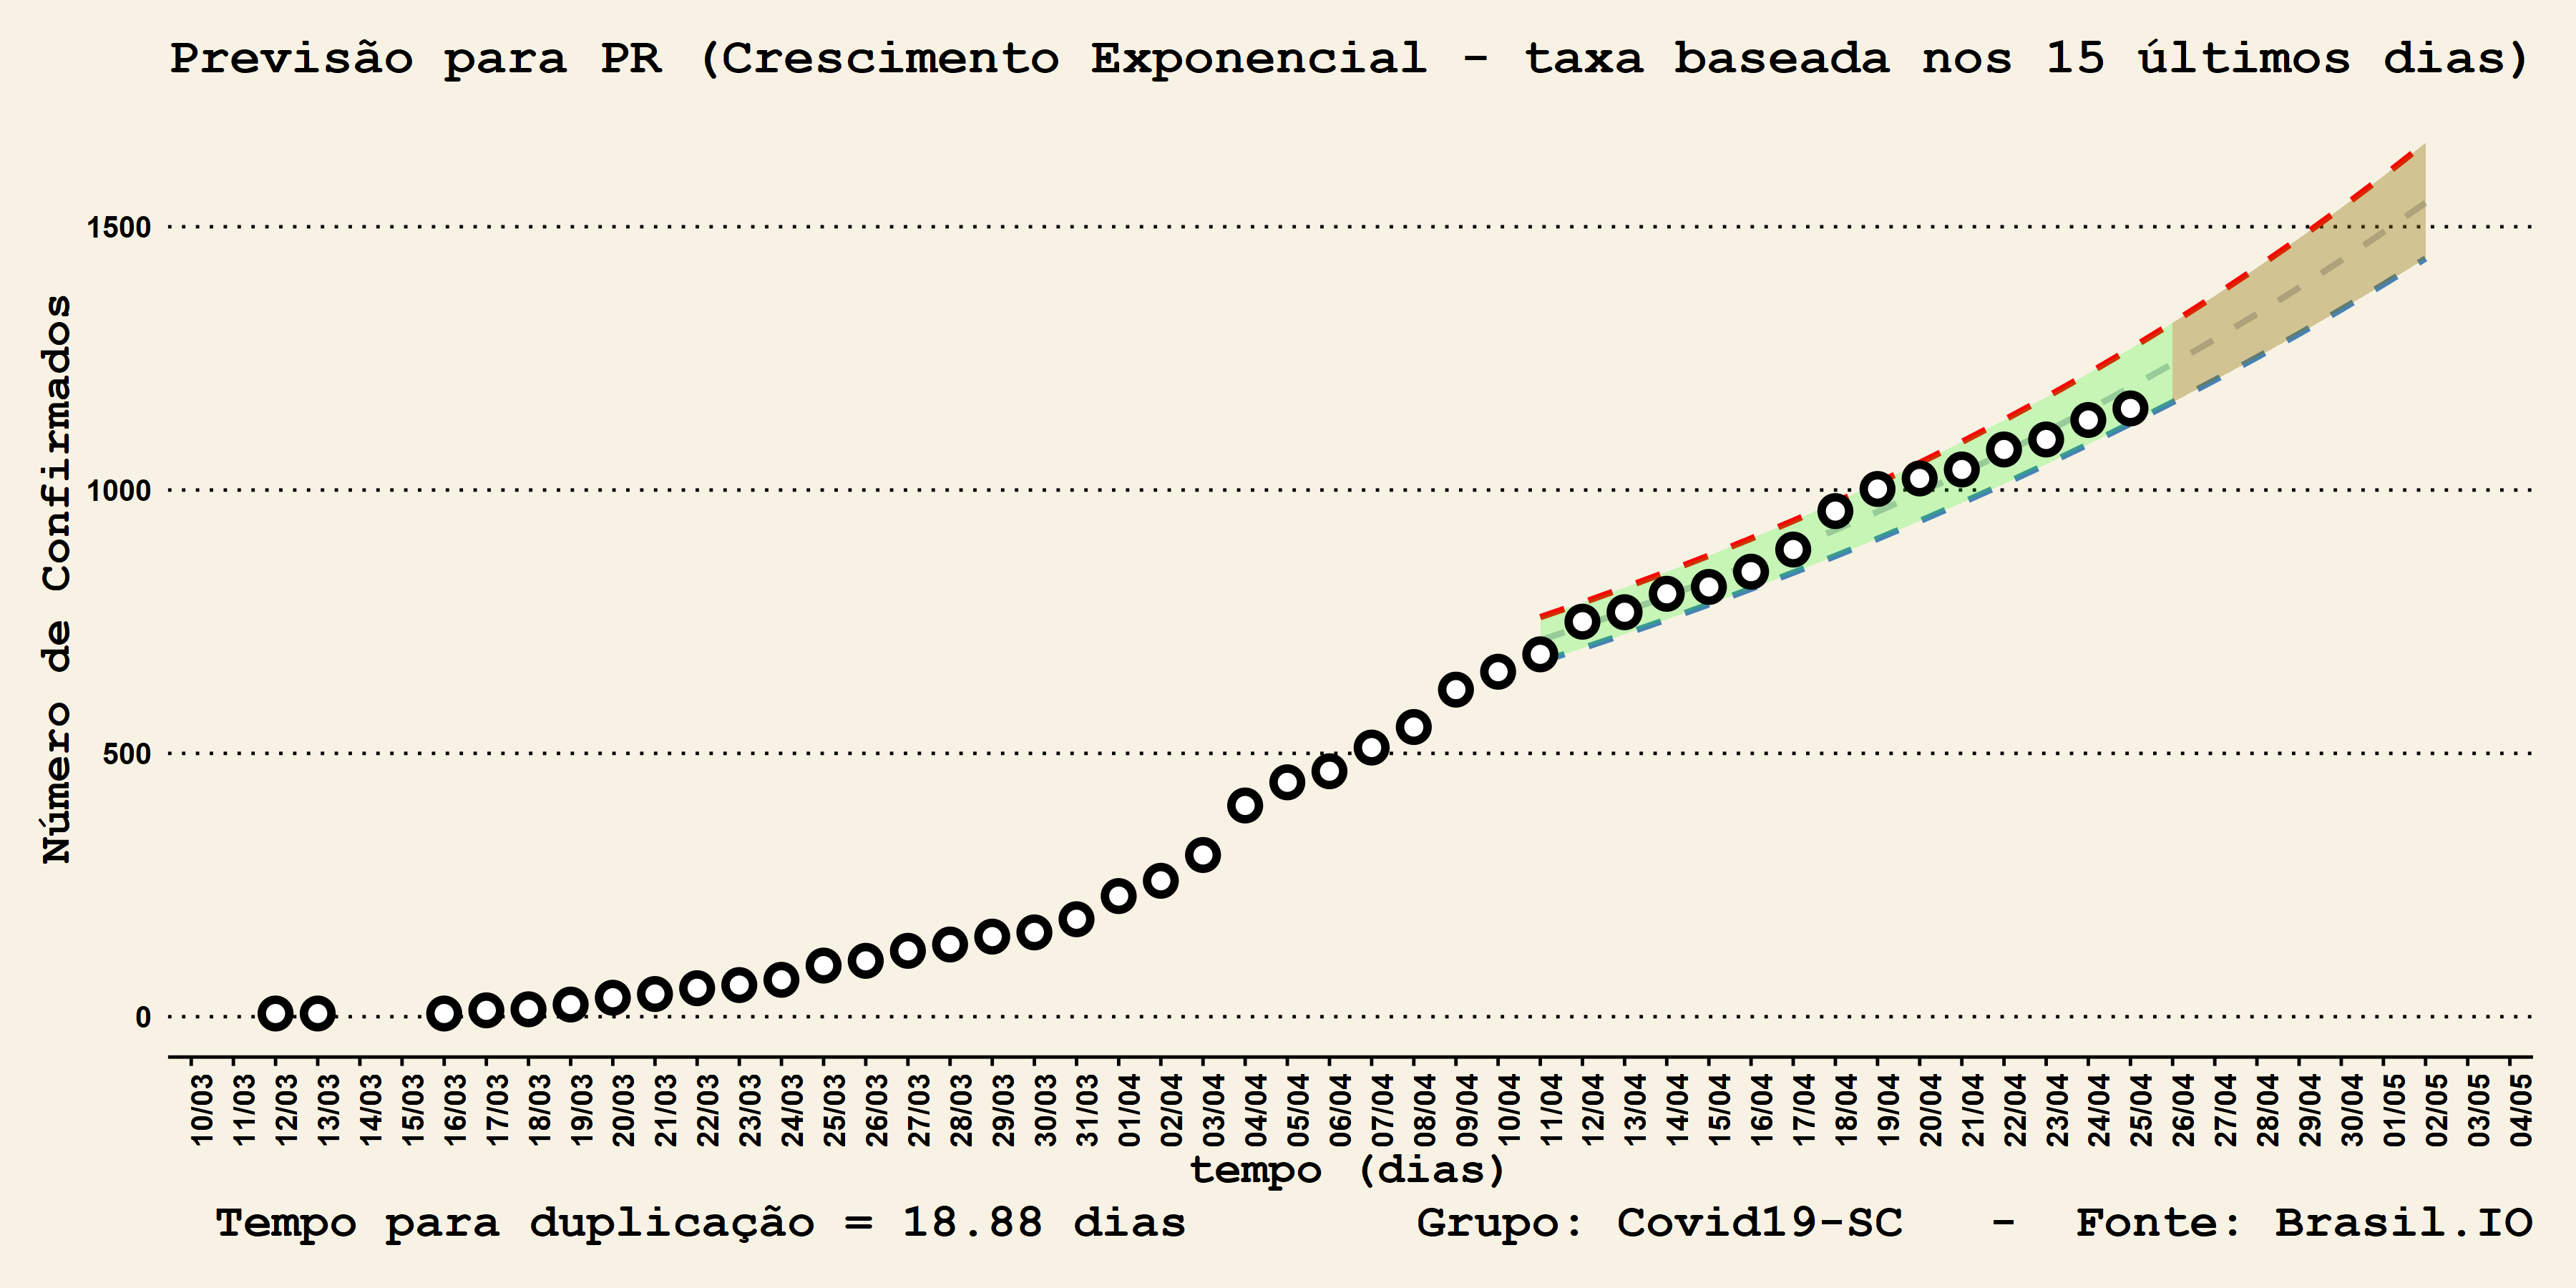 Previsão para PR (Crescimento Exponencial - taxa baseada nos 15 últimos dias)
Número de Confirmados
1500
1000
500
0
10/03 11/03 12/03 13/03 14/03 15/03 16/03 17/03 18/03 19/03 20/03 21/03 22/03 23/03 24/03 25/03 26/03 27/03 28/03 29/03 30/03 31/03 01/04 02/04 03/04 04/04 05/04 06/04 07/04 08/04 09/04 10/04 11/04 12/04 13/04 14/04 15/04 16/04 17/04 18/04 19/04 20/04 21/04 22/04 23/04 24/04 25/04 26/04 27/04 28/04 29/04 30/04 01/05 02/05 03/05 04/05
tempo (dias)
Tempo para duplicação = 18.88 dias Grupo: Covid19-SC - Fonte: Brasil.IO